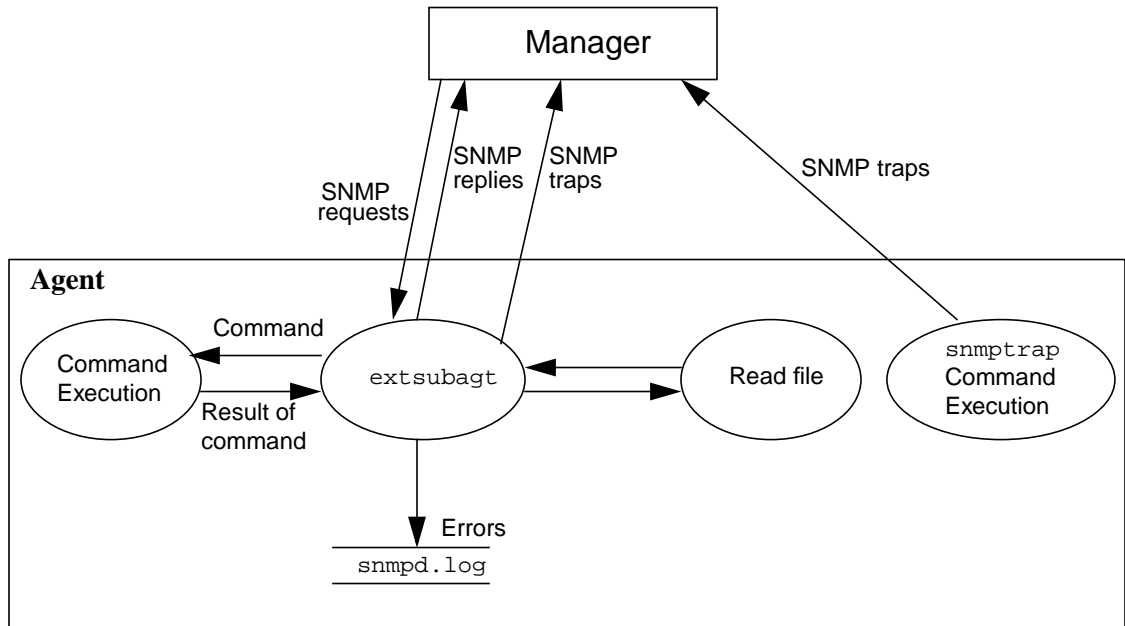 Manager
SNMP
requests
SNMP
replies
SNMP
traps
SNMP traps
Agent
Command
Execution
Command
Result of
command
extsubagt
Read file
snmptrap
Command
Execution
Errors
snmpd.log